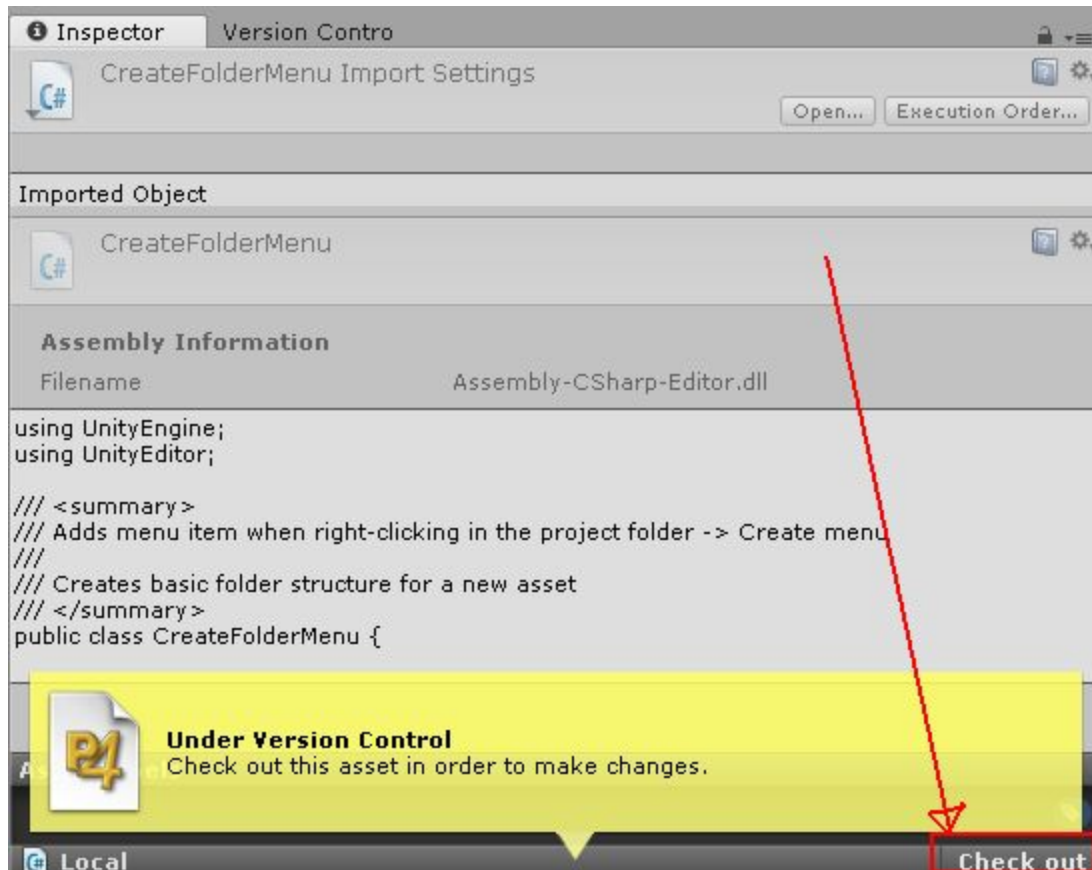 Inspector Version Contro
CreateFolderMenu Import Settings
C#
Open... Execution Order...
Imported Object
CreateFolderMenu
C#
Assembly Information
Filename Assembly-CSharp-Editor.dll
using UnityEngine;
using UnityEditor;
/// <summary>
/// Adds menu item when right-clicking in the project folder -> Create menu
///
/// Creates basic folder structure for a new asset
/// </summary>
public class CreateFolderMenu {
P4
Under Version Control
Check out this asset in order to make changes.
Local Check out